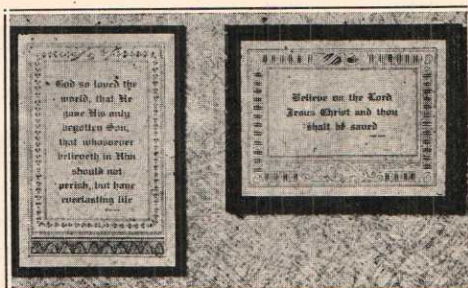 God so loved the
world, that He
gave His only
begotten Son,
that whosoever
believeth in Him
should not
perish, but have
everlasting life
Believe on the Lord
Jesus Christ and thou
shalt be saved